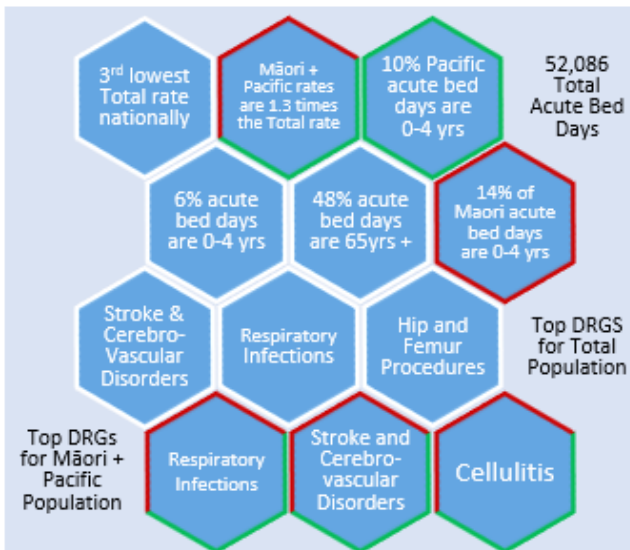 3rd lowest
Total rate
nationally
Māori +
Pacific rates
are 1.3 times
the Total rate
10% Pacific
acute bed
days are
0-4 yrs
52,086
Total
Acute Bed
Days
6% acute
bed days
are 0-4 yrs
48% acute
bed days
are 65yrs +
14% of
Maori acute
bed days
are 0-4 yrs
Stroke &
Cerebro-
Vascular
Disorders
Respiratory
Infections
Hip and
Femur
Procedures
Top DRGS
for Total
Population
Top DRGs
for Māori +
Pacific
Population
Respiratory
Infections
Stroke and
Cerebro-
vascular
Disorders
Cellulitis